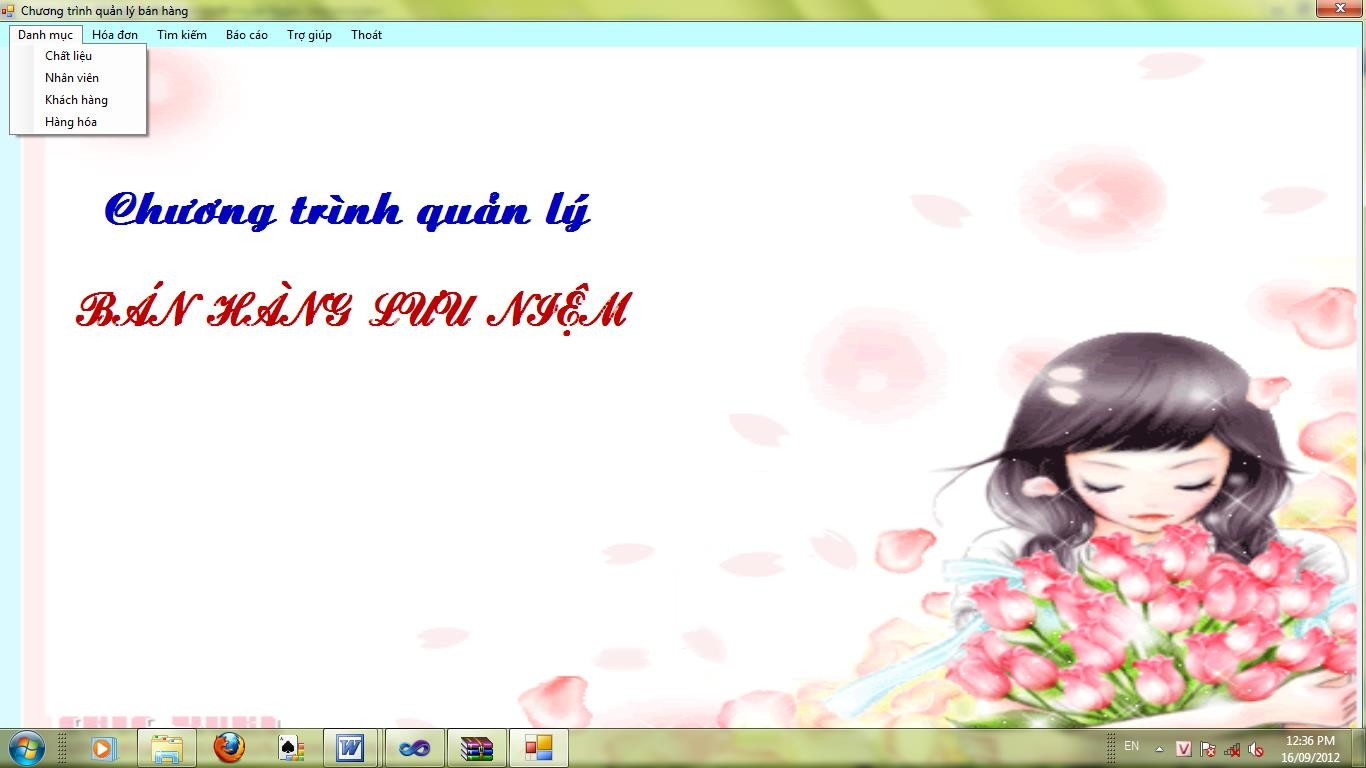 Chương trình quản lý bán hàng
Danh mục Hóa đơn Tìm kiếm Báo cáo Trợ giúp Thoát
Chất liệu
Nhân viên
Khách hàng
Hàng hóa
Chương trình quản lý
BÁN HÀNG LƯU NIỆM
EN
12:36 PM
16/09/2012